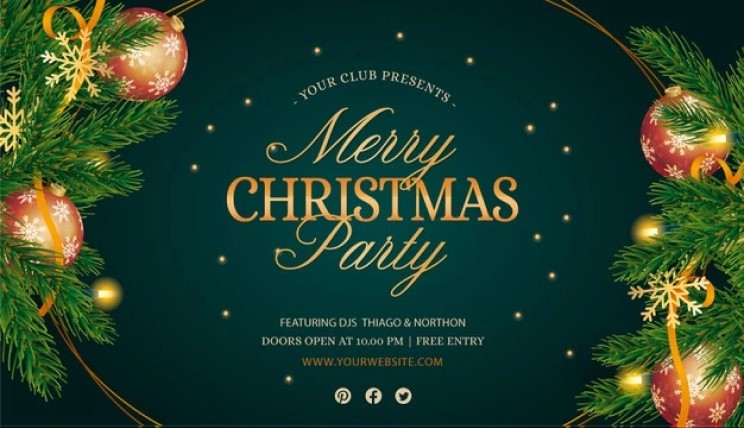 - YOUR CLUB PRESENTS -
Merry
CHRISTMAS
Party
FEATURING DJS THIAGO & NORTHON
DOORS OPEN AT 10.00 PM | FREE ENTRY
WWW.YOURWEBSITE.COM